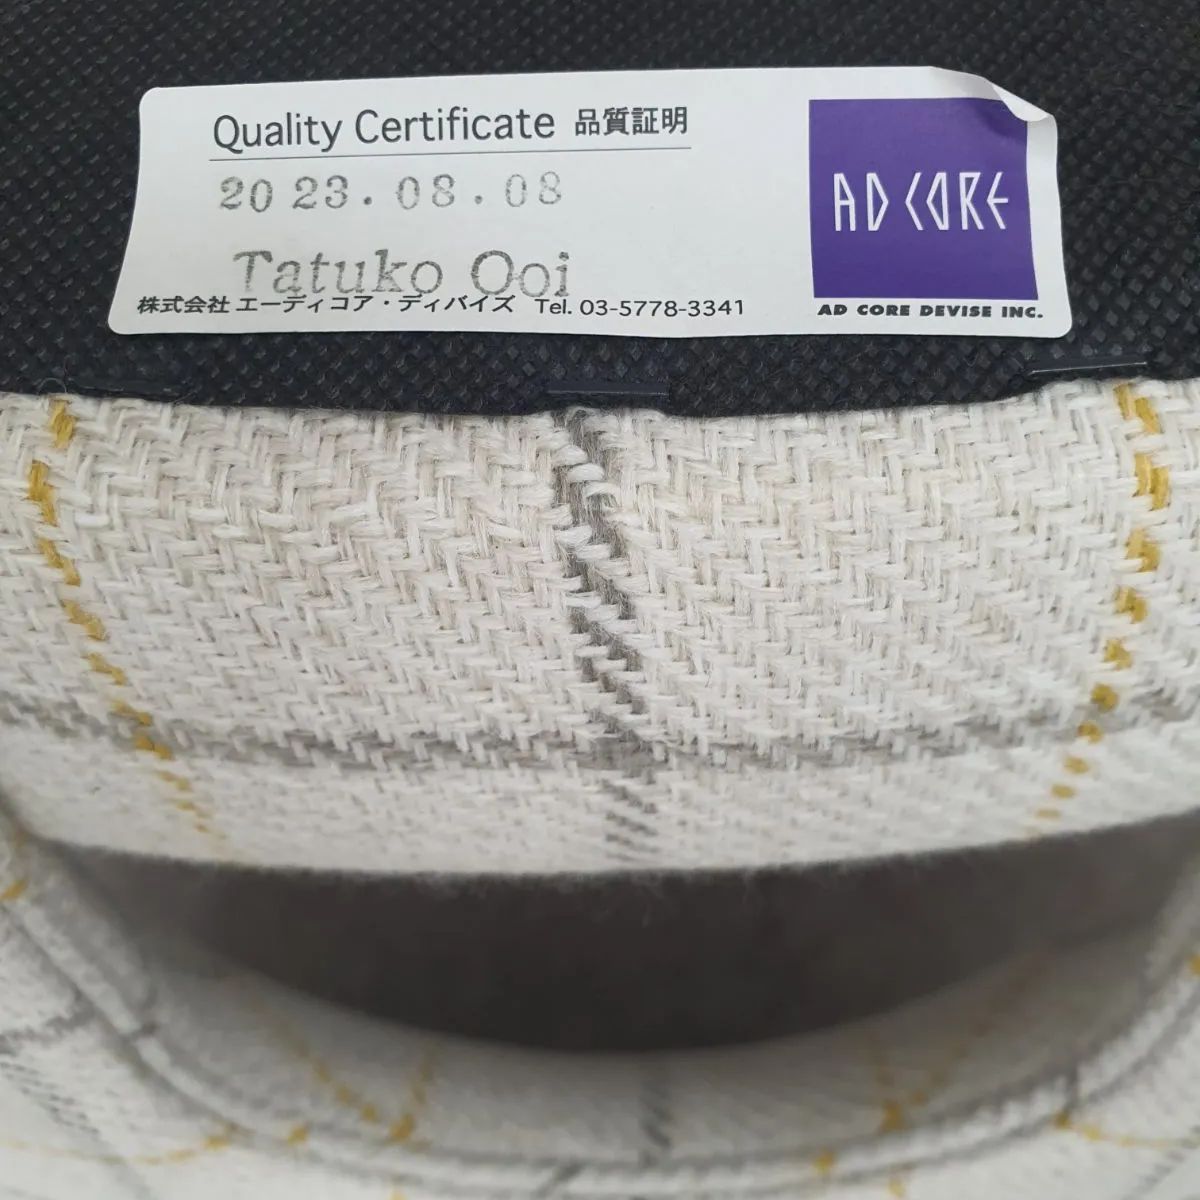 Quality Certificate 品質証明
2023.08.08
Tatuko Ooi
株式会社 エーディコア・ディバイズ Tel. 03-5778-3341
AD CORE
AD CORE DEVISE INC.